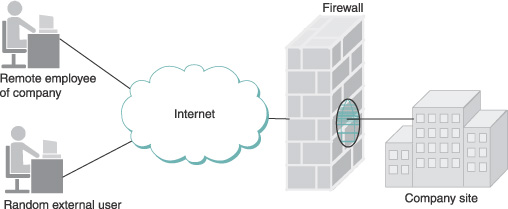 Firewall
Remote employee
of company
Internet
Random external user
Company site